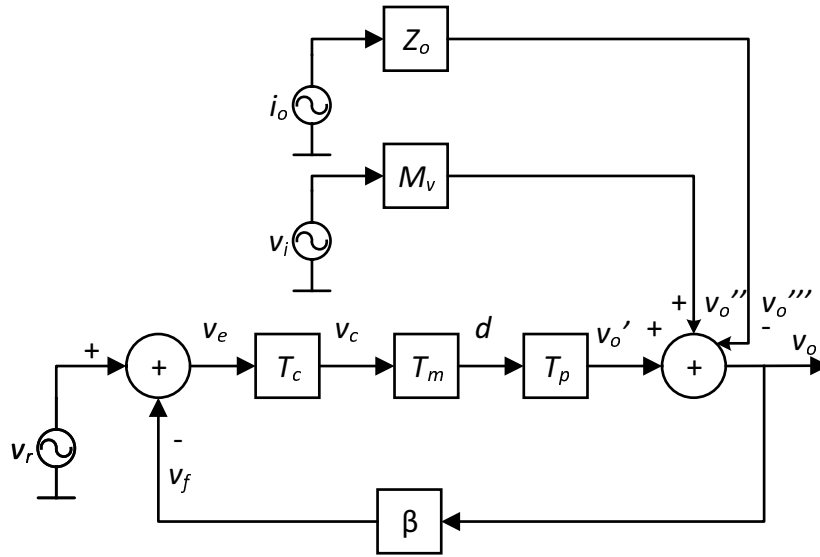 Z_o
i_o
M_v
v_i
+ v_o'' v_o'''
v_e v_c d v_o' + - v_o
+ + T_c T_m T_p +
-
v_r v_f
β